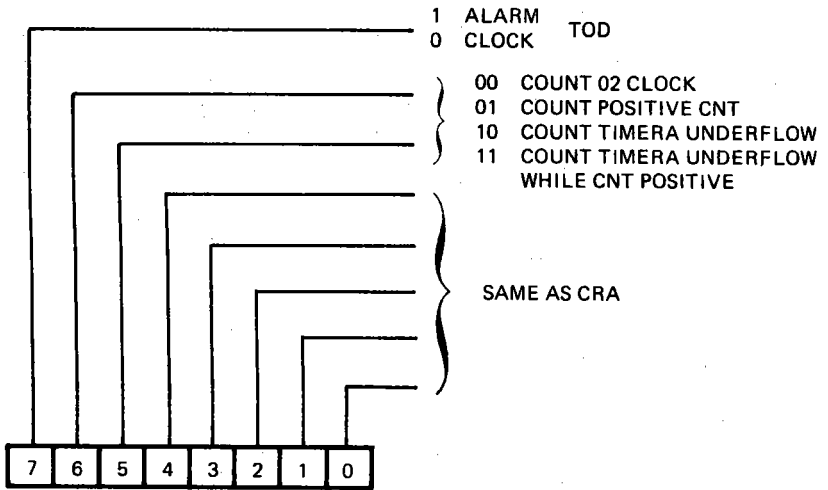 1 ALARM
0 CLOCK
TOD
00 COUNT 02 CLOCK
01 COUNT POSITIVE CNT
10 COUNT TIMERA UNDERFLOW
11 COUNT TIMERA UNDERFLOW
WHILE CNT POSITIVE
SAME AS CRA
7 6 5 4 3 2 1 0